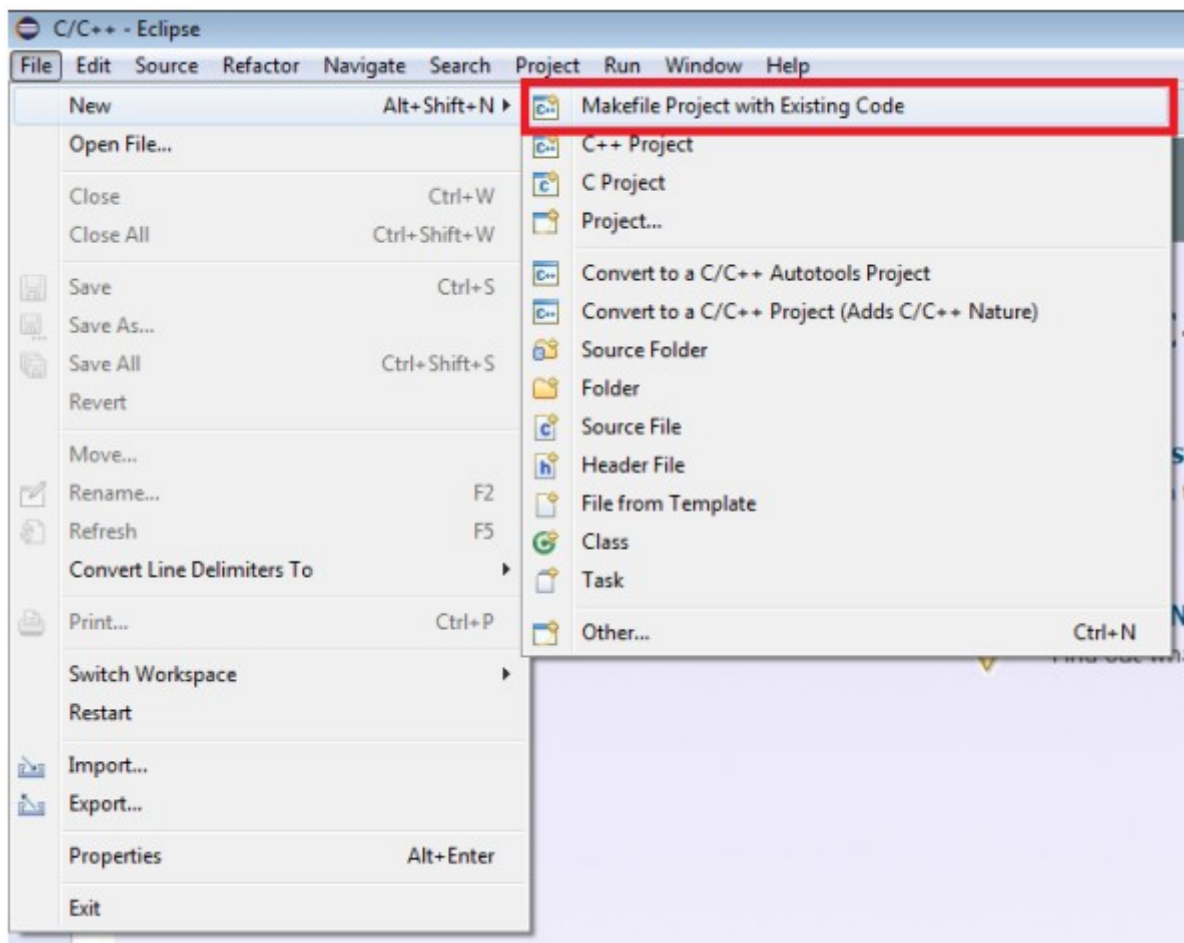 C/C++ - Eclipse
File Edit Source Refactor Navigate Search Project Run Window Help
New Alt+Shift+N
Open File...
Close Ctrl+W
Close All Ctrl+Shift+W
Save Ctrl+S
Save As...
Save All Ctrl+Shift+S
Revert
Move...
Rename... F2
Refresh F5
Convert Line Delimiters To
Print... Ctrl+P
Switch Workspace
Restart
Import...
Export...
Properties Alt+Enter
Exit
Makefile Project with Existing Code
C++ Project
C Project
Project...
Convert to a C/C++ Autotools Project
Convert to a C/C++ Project (Adds C/C++ Nature)
Source Folder
Folder
Source File
Header File
File from Template
Class
Task
Other... Ctrl+N